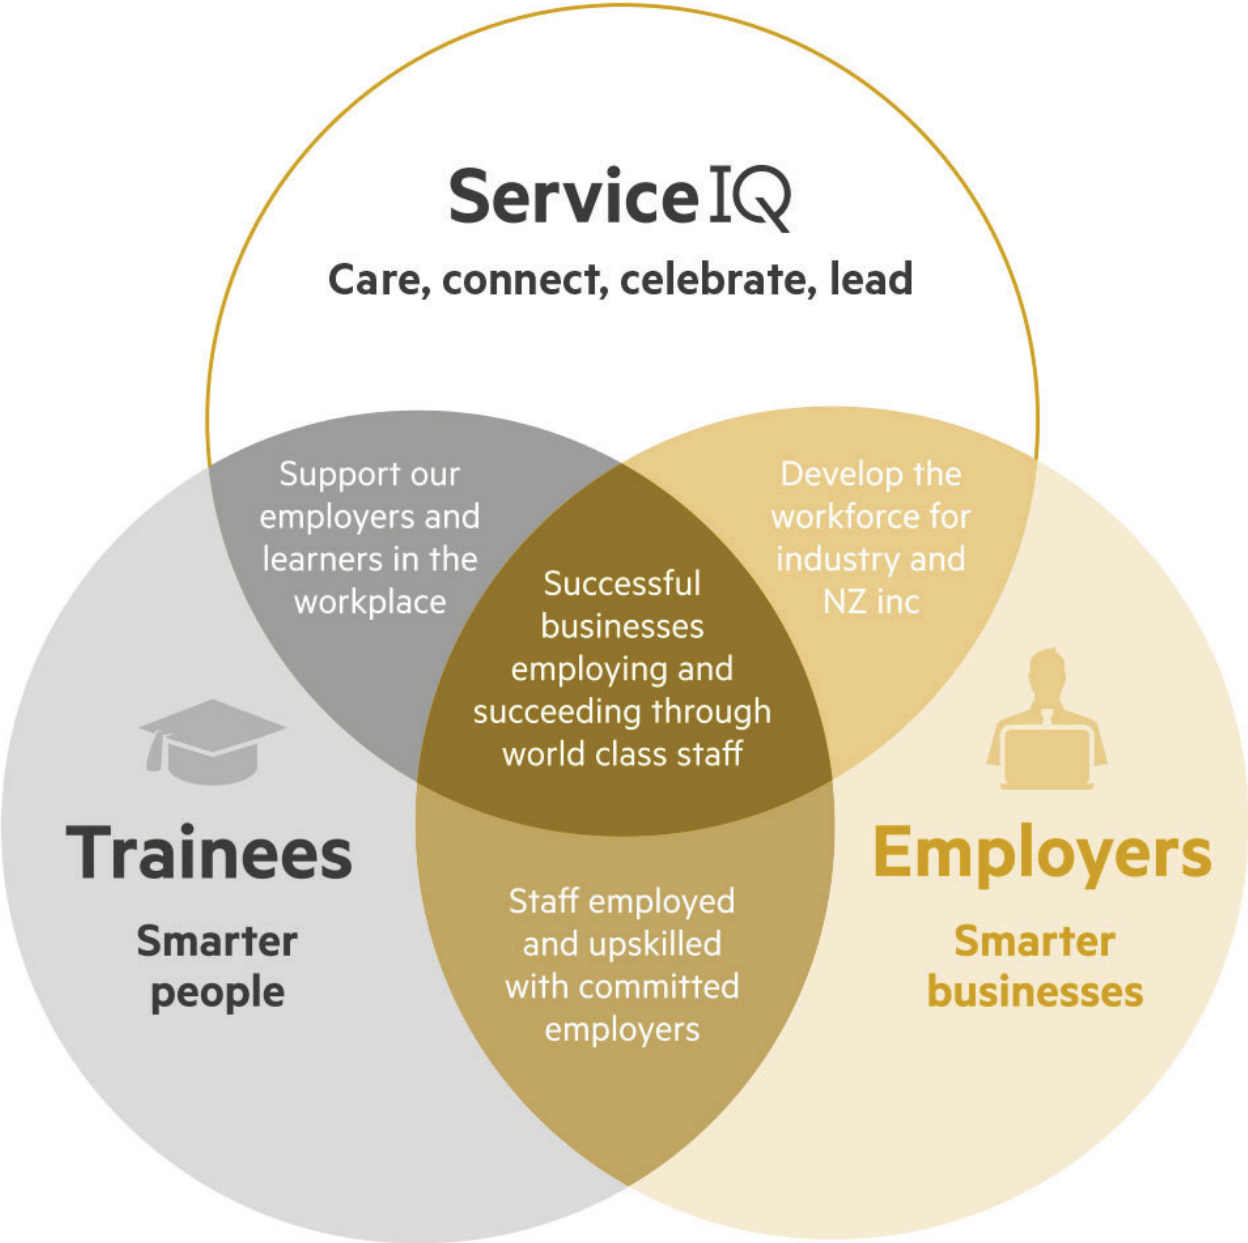 Service IQ
Care, connect, celebrate, lead
Support our
employers and
learners in the
workplace
Develop the
workforce for
industry and
NZ inc
Successful
businesses
employing and
succeeding through
world class staff
Trainees
Smarter
people
Employers
Smarter
businesses
Staff employed
and upskilled
with committed
employers